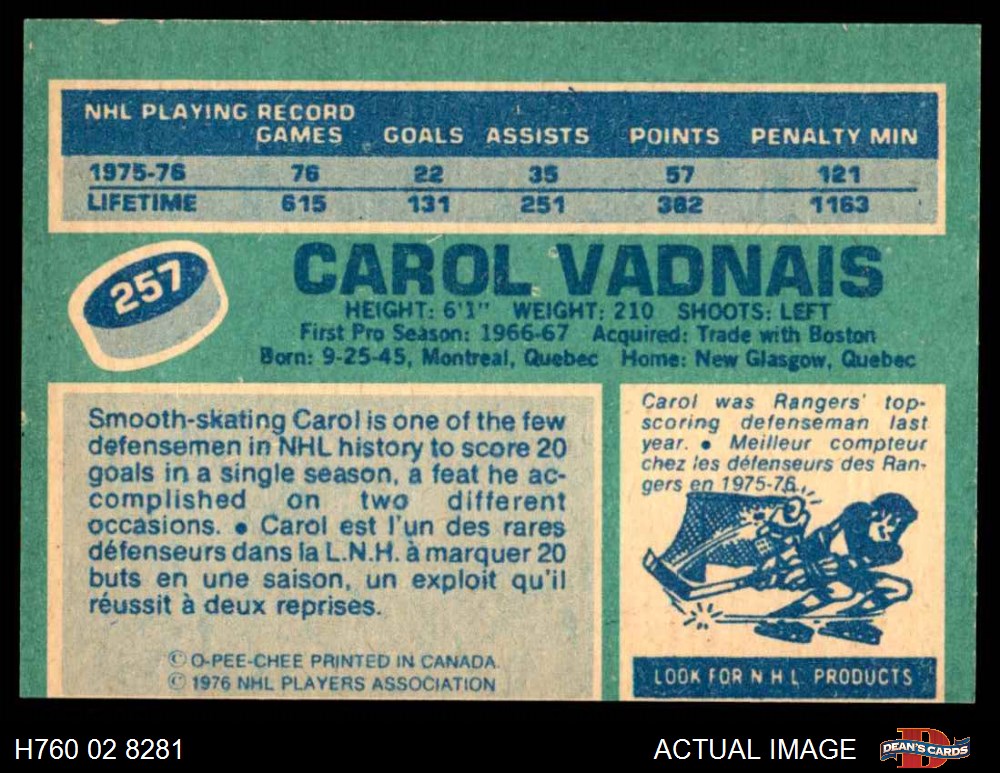 NHL PLAYING RECORD
GAMES GOALS ASSISTS POINTS PENALTY MIN
1975-76 76 22 35 57 121
LIFETIME 615 131 251 382 1163
257
CAROL VADNAIS
HEIGHT: 6'1" WEIGHT: 210 SHOOTS: LEFT
First Pro Season: 1966-67 Acquired: Trade with Boston
Born: 9-25-45, Montreal, Quebec Home: New Glasgow, Quebec
Smooth-skating Carol is one of the few
defensemen in NHL history to score 20
goals in a single season, a feat he ac-
complished on two different
occasions. • Carol est l'un des rares
défenseurs dans la L.N.H. à marquer 20
buts en une saison, un exploit qu'il
réussit à deux reprises.
© O-PEE-CHEE PRINTED IN CANADA.
© 1976 NHL PLAYERS ASSOCIATION
Carol was Rangers' top-
scoring defenseman last
year. • Meilleur compteur
chez les défenseurs des Ran-
gers en 1975-76.
LOOK FOR N H L PRODUCTS
H760 02 8281
ACTUAL IMAGE
D
DEAN'S CARDS